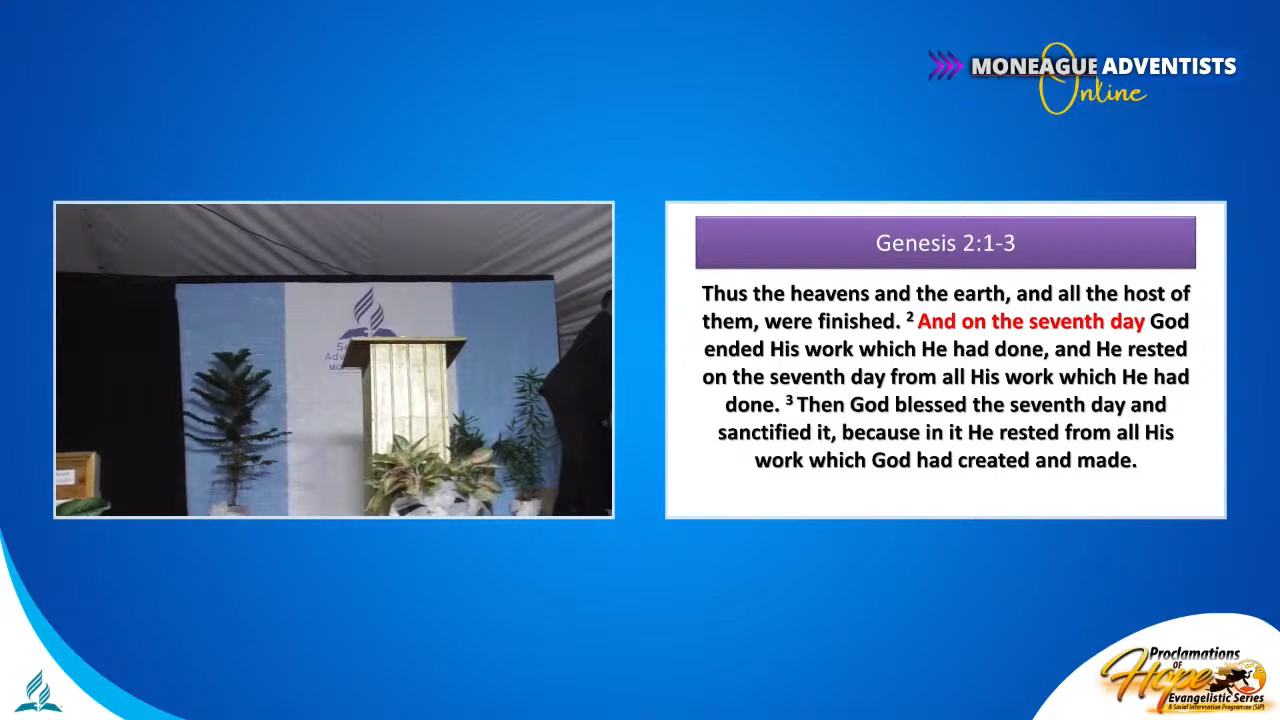 MONEAGUE ADVENTISTS
Online
Genesis 2:1-3
Thus the heavens and the earth, and all the host of
them, were finished. 2 And on the seventh day God
ended His work which He had done, and He rested
on the seventh day from all His work which He had
done. 3 Then God blessed the seventh day and
sanctified it, because in it He rested from all His
work which God had created and made.
Proclamations
OF
Hope
Evangelistic Series
& Social Intervention Programme (SIP)